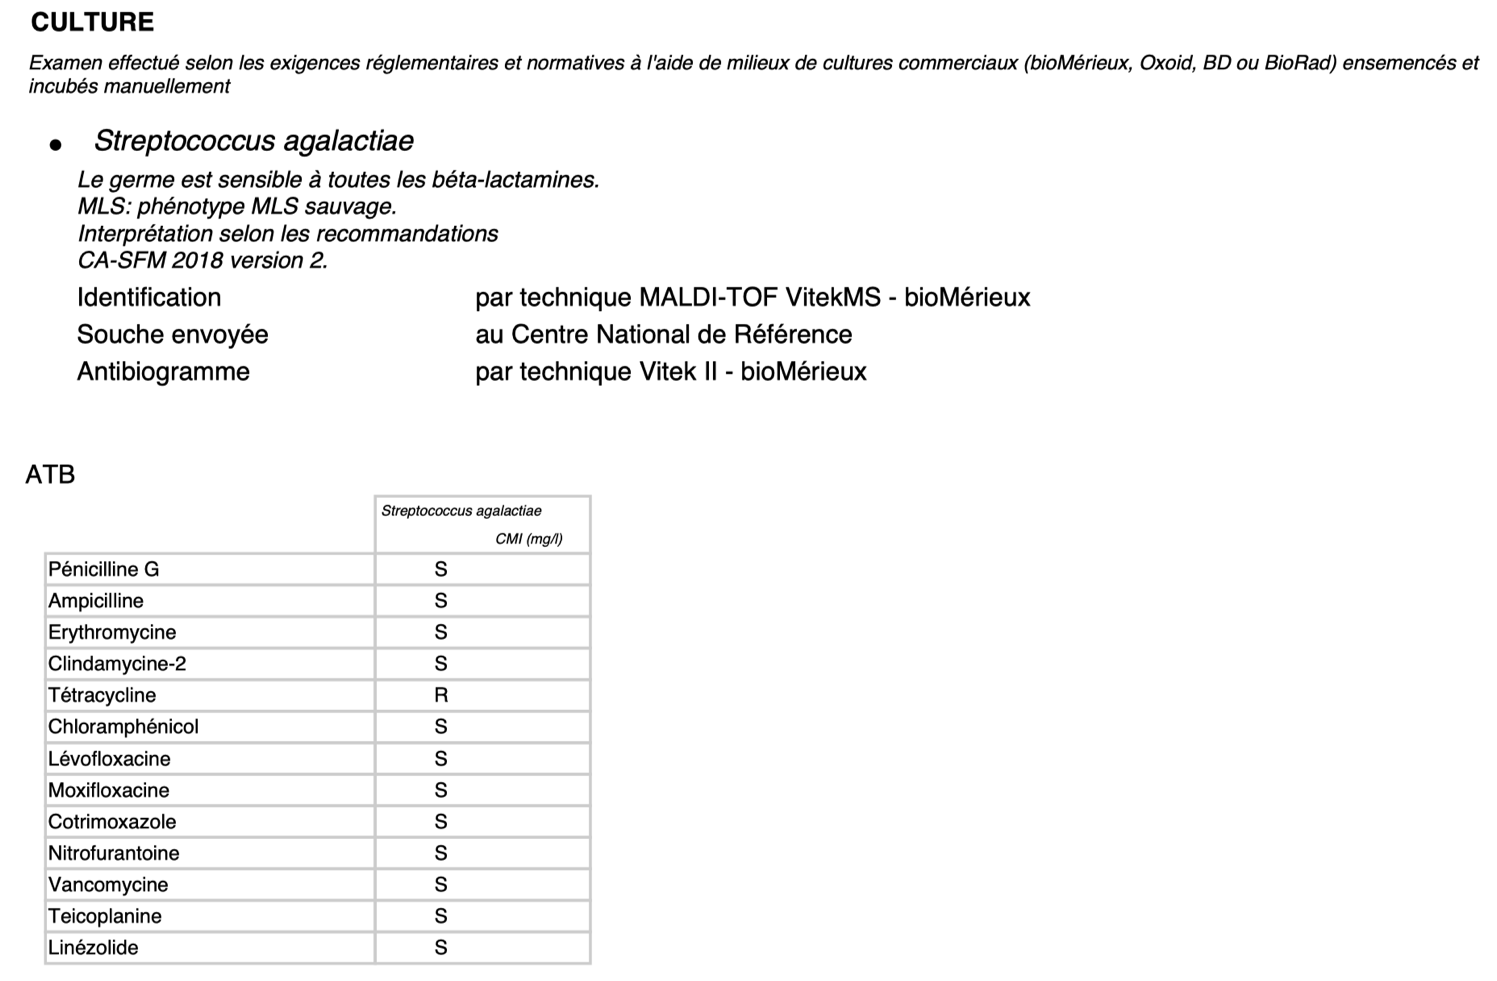 CULTURE
Examen effectué selon les exigences réglementaires et normatives à l'aide de milieux de cultures commerciaux (bioMérieux, Oxoid, BD ou BioRad) ensemencés et
incubés manuellement
• Streptococcus agalactiae
Le germe est sensible à toutes les béta-lactamines.
MLS: phénotype MLS sauvage.
Interprétation selon les recommandations
CA-SFM 2018 version 2.
Identification par technique MALDI-TOF VitekMS - bioMérieux
Souche envoyée au Centre National de Référence
Antibiogramme par technique Vitek II - bioMérieux
ATB
Streptococcus agalactiae
CMI (mg/l)
Pénicilline G S
Ampicilline S
Erythromycine S
Clindamycine-2 S
Tétracycline R
Chloramphénicol S
Lévofloxacine S
Moxifloxacine S
Cotrimoxazole S
Nitrofurantoine S
Vancomycine S
Teicoplanine S
Linézolide S